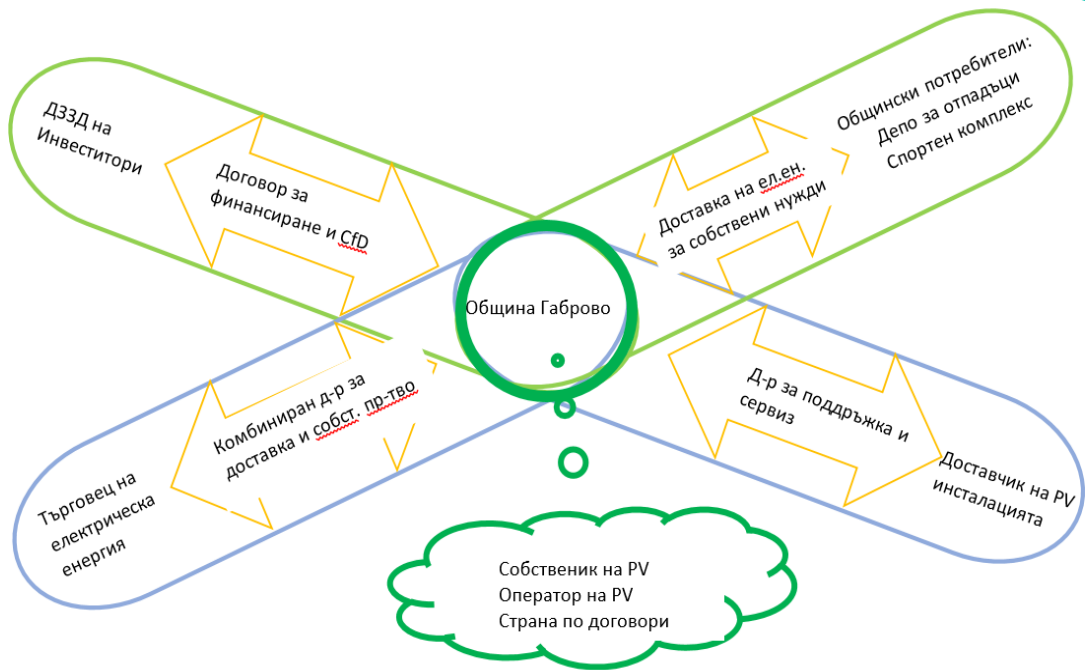 ДЗЗД на
Инвеститори
Договор за
финансиране и CfD
Общински потребители:
Депо за отпадъци
Спортен комплекс
Доставка на ел.ен.
за собствени нужди
Община Габрово
Комбиниран д-р за
доставка и собст. пр-тво
Търговец на
електрическа
енергия
Д-р за поддръжка и
сервиз
Доставчик на PV
инсталацията
Собственик на PV
Оператор на PV
Страна по договори